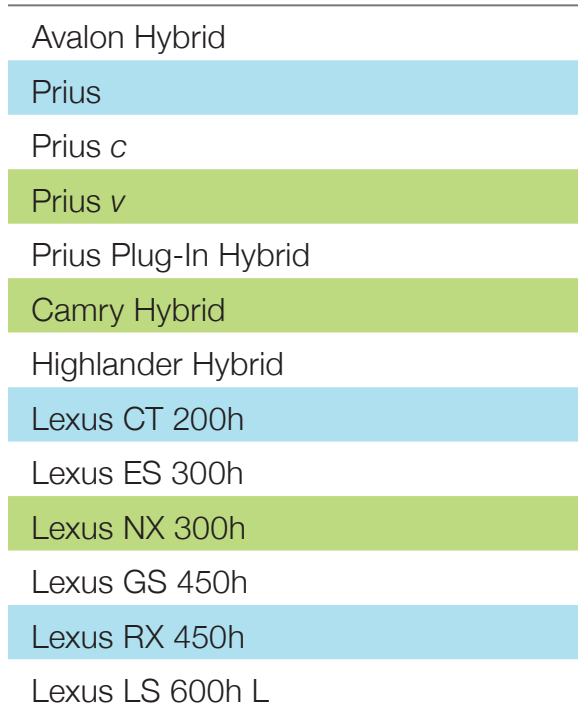 Avalon Hybrid
Prius
Prius c
Prius v
Prius Plug-In Hybrid
Camry Hybrid
Highlander Hybrid
Lexus CT 200h
Lexus ES 300h
Lexus NX 300h
Lexus GS 450h
Lexus RX 450h
Lexus LS 600h L